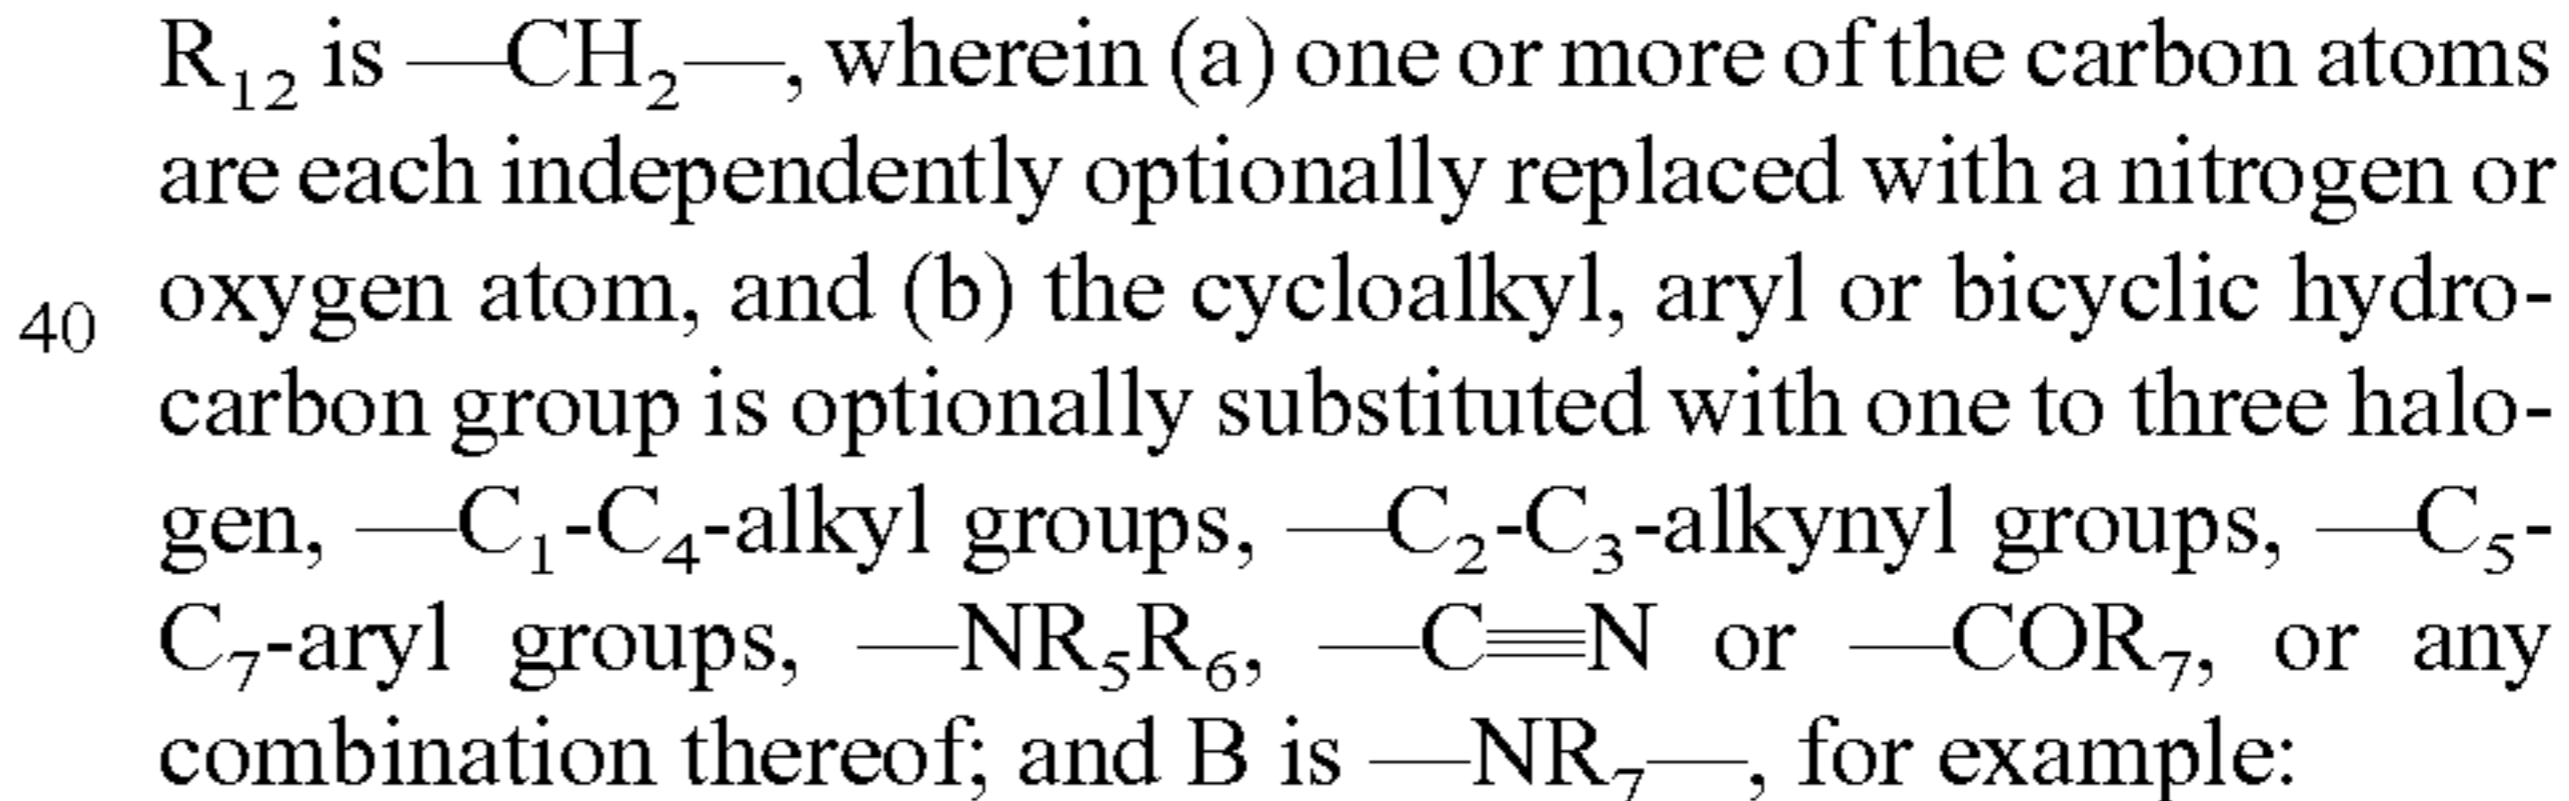 R₁₂ is —CH₂—, wherein (a) one or more of the carbon atoms
are each independently optionally replaced with a nitrogen or
40 oxygen atom, and (b) the cycloalkyl, aryl or bicyclic hydro-
carbon group is optionally substituted with one to three halo-
gen, —C₁-C₄-alkyl groups, —C₂-C₃-alkynyl groups, —C₅-
C₇-aryl groups, —NR₅R₆, —C≡N or —COR₇, or any
combination thereof; and B is —NR₇—, for example: